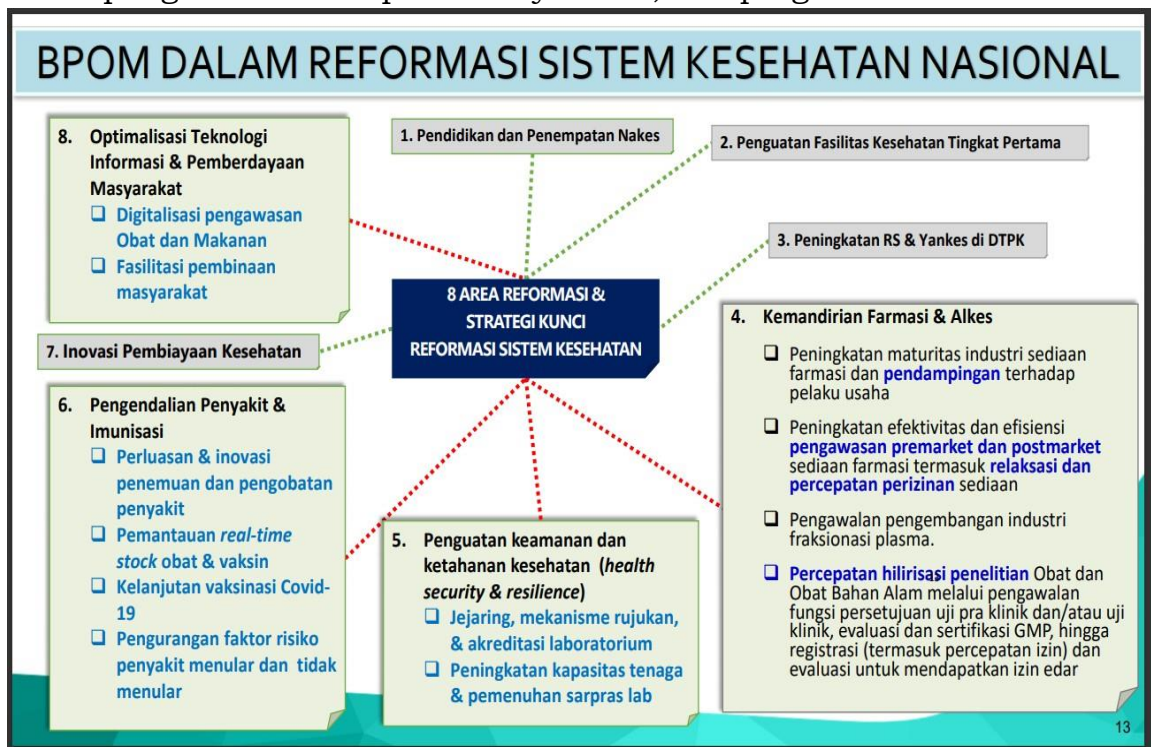 BPOM DALAM REFORMASI SISTEM KESEHATAN NASIONAL
8. Optimalisasi Teknologi
Informasi & Pemberdayaan
Masyarakat
❑ Digitalisasi pengawasan
Obat dan Makanan
❑ Fasilitasi pembinaan
masyarakat
1. Pendidikan dan Penempatan Nakes
2. Penguatan Fasilitas Kesehatan Tingkat Pertama
3. Peningkatan RS & Yankes di DTPK
8 AREA REFORMASI &
STRATEGI KUNCI
REFORMASI SISTEM KESEHATAN
4. Kemandirian Farmasi & Alkes
❑ Peningkatan maturitas industri sediaan
farmasi dan pendampingan terhadap
pelaku usaha
❑ Peningkatan efektivitas dan efisiensi
pengawasan premarket dan postmarket
sediaan farmasi termasuk relaksasi dan
percepatan perizinan sediaan
❑ Pengawalan pengembangan industri
fraksionasi plasma.
❑ Percepatan hilirisasi penelitian Obat dan
Obat Bahan Alam melalui pengawalan
fungsi persetujuan uji pra klinik dan/atau uji
klinik, evaluasi dan sertifikasi GMP, hingga
registrasi (termasuk percepatan izin) dan
evaluasi untuk mendapatkan izin edar
7. Inovasi Pembiayaan Kesehatan
6. Pengendalian Penyakit &
Imunisasi
❑ Perluasan & inovasi
penemuan dan pengobatan
penyakit
❑ Pemantauan real-time
stock obat & vaksin
❑ Kelanjutan vaksinasi Covid-
19
❑ Pengurangan faktor risiko
penyakit menular dan tidak
menular
5. Penguatan keamanan dan
ketahanan kesehatan (health
security & resilience)
❑ Jejaring, mekanisme rujukan,
& akreditasi laboratorium
❑ Peningkatan kapasitas tenaga
& pemenuhan sarpras lab
13